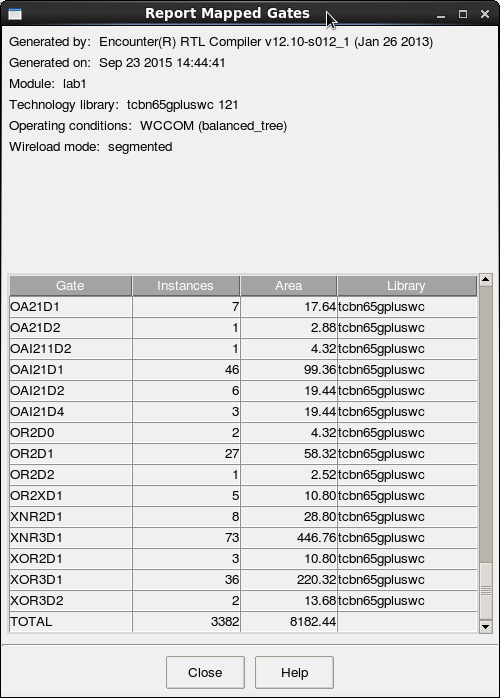 Report Mapped Gates
Generated by: Encounter(R) RTL Compiler v12.10-s012_1 (Jan 26 2013)
Generated on: Sep 23 2015 14:44:41
Module: lab1
Technology library: tcbn65gpluswc 121
Operating conditions: WCCOM (balanced_tree)
Wireload mode: segmented
Gate Instances Area Library
OA21D1 7 17.64 tcbn65gpluswc
OA21D2 1 2.88 tcbn65gpluswc
OAI211D2 1 4.32 tcbn65gpluswc
OAI21D1 46 99.36 tcbn65gpluswc
OAI21D2 6 19.44 tcbn65gpluswc
OAI21D4 3 19.44 tcbn65gpluswc
OR2D0 2 4.32 tcbn65gpluswc
OR2D1 27 58.32 tcbn65gpluswc
OR2D2 1 2.52 tcbn65gpluswc
OR2XD1 5 10.80 tcbn65gpluswc
XNR2D1 8 28.80 tcbn65gpluswc
XNR3D1 73 446.76 tcbn65gpluswc
XOR2D1 3 10.80 tcbn65gpluswc
XOR3D1 36 220.32 tcbn65gpluswc
XOR3D2 2 13.68 tcbn65gpluswc
TOTAL 3382 8182.44
Close Help